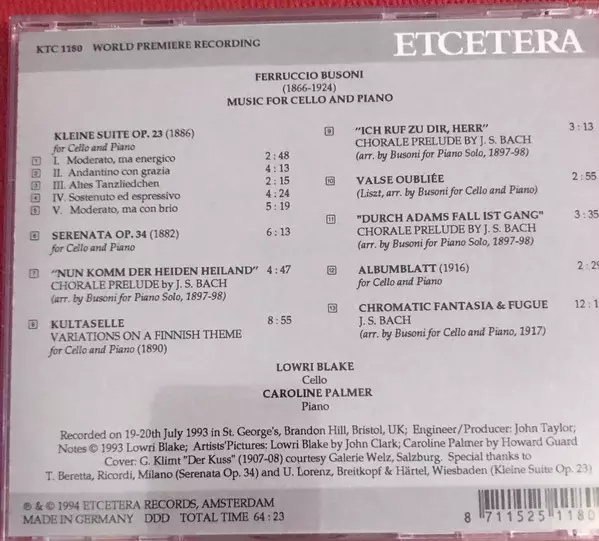 KTC 1180 WORLD PREMIERE RECORDING
ETCETERA
FERRUCCIO BUSONI
(1866-1924)
MUSIC FOR CELLO AND PIANO
KLEINE SUITE OP. 23 (1886)
for Cello and Piano
1 I. Moderato, ma energico 2:48
2 II. Andantino con grazia 4:13
3 III. Altes Tanzliedchen 2:15
4 IV. Sostenuto ed espressivo 4:24
5 V. Moderato, ma con brio 5:19
6 SERENATA OP. 34 (1882) 6:13
for Cello and Piano
7 "NUN KOMM DER HEIDEN HEILAND" 4:47
CHORALE PRELUDE by J. S. BACH
(arr. by Busoni for Piano Solo, 1897-98)
8 KULTASELLE 8:55
VARIATIONS ON A FINNISH THEME
for Cello and Piano (1890)
9 "ICH RUF ZU DIR, HERR" 3:13
CHORALE PRELUDE BY J. S. BACH
(arr. by Busoni for Piano Solo, 1897-98)
10 VALSE OUBLIÉE 2:55
(Liszt, arr. by Busoni for Cello and Piano)
11 "DURCH ADAMS FALL IST GANG" 3:35
CHORALE PRELUDE BY J. S. BACH
(arr. by Busoni for Piano Solo, 1897-98)
12 ALBUMBLATT (1916) 2:29
for Cello and Piano
13 CHROMATIC FANTASIA & FUGUE 12:1
J. S. BACH
(arr. by Busoni for Cello and Piano, 1917)
LOWRI BLAKE
Cello
CAROLINE PALMER
Piano
Recorded on 19-20th July 1993 in St. George's, Brandon Hill, Bristol, UK; Engineer/Producer: John Taylor;
Notes © 1993 Lowri Blake; Artists'Pictures: Lowri Blake by John Clark; Caroline Palmer by Howard Guard
Cover: G. Klimt "Der Kuss" (1907-08) courtesy Galerie Welz, Salzburg. Special thanks to
T. Beretta, Ricordi, Milano (Serenata Op. 34) and U. Lorenz, Breitkopf & Härtel, Wiesbaden (Kleine Suite Op. 23)
℗ & © 1994 ETCETERA RECORDS, AMSTERDAM
MADE IN GERMANY DDD TOTAL TIME 64:23
8 711525 1180